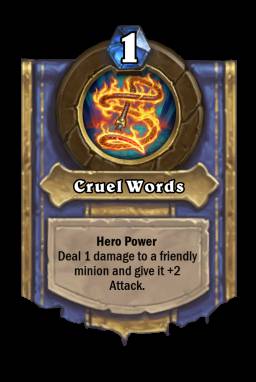 1
Cruel Words
Hero Power
Deal 1 damage to a friendly
minion and give it +2
Attack.